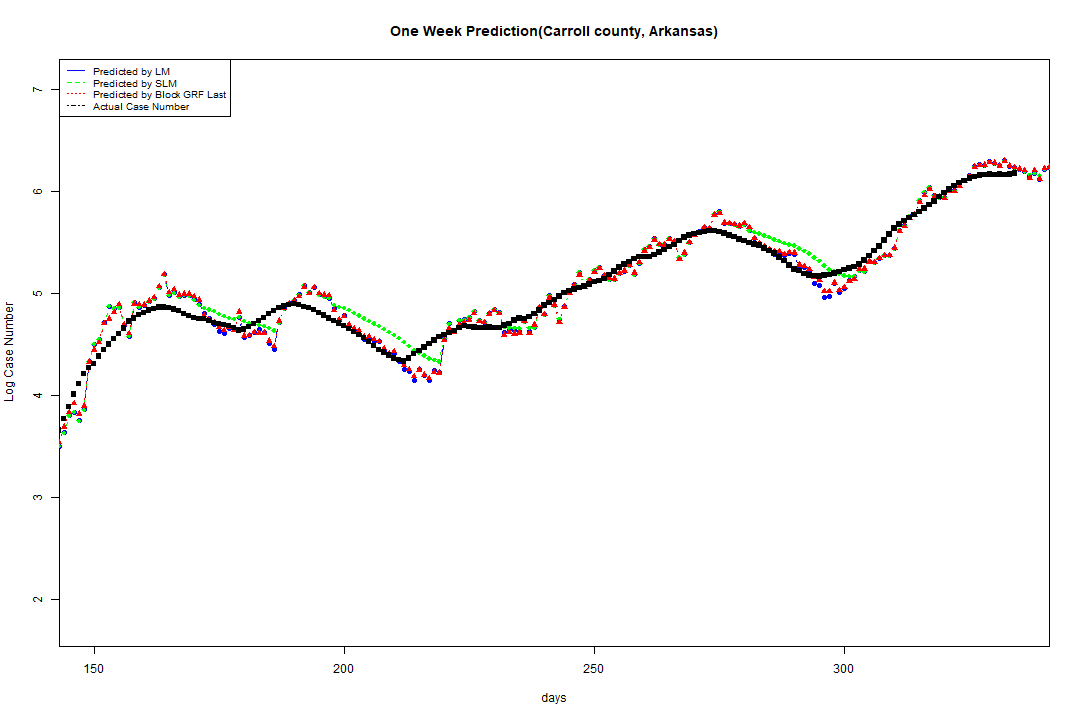 One Week Prediction(Carroll county, Arkansas)
Predicted by LM
Predicted by SLM
Predicted by Block GRF Last
Actual Case Number
Log Case Number
7
6
5
4
3
2
150 200 250 300
days